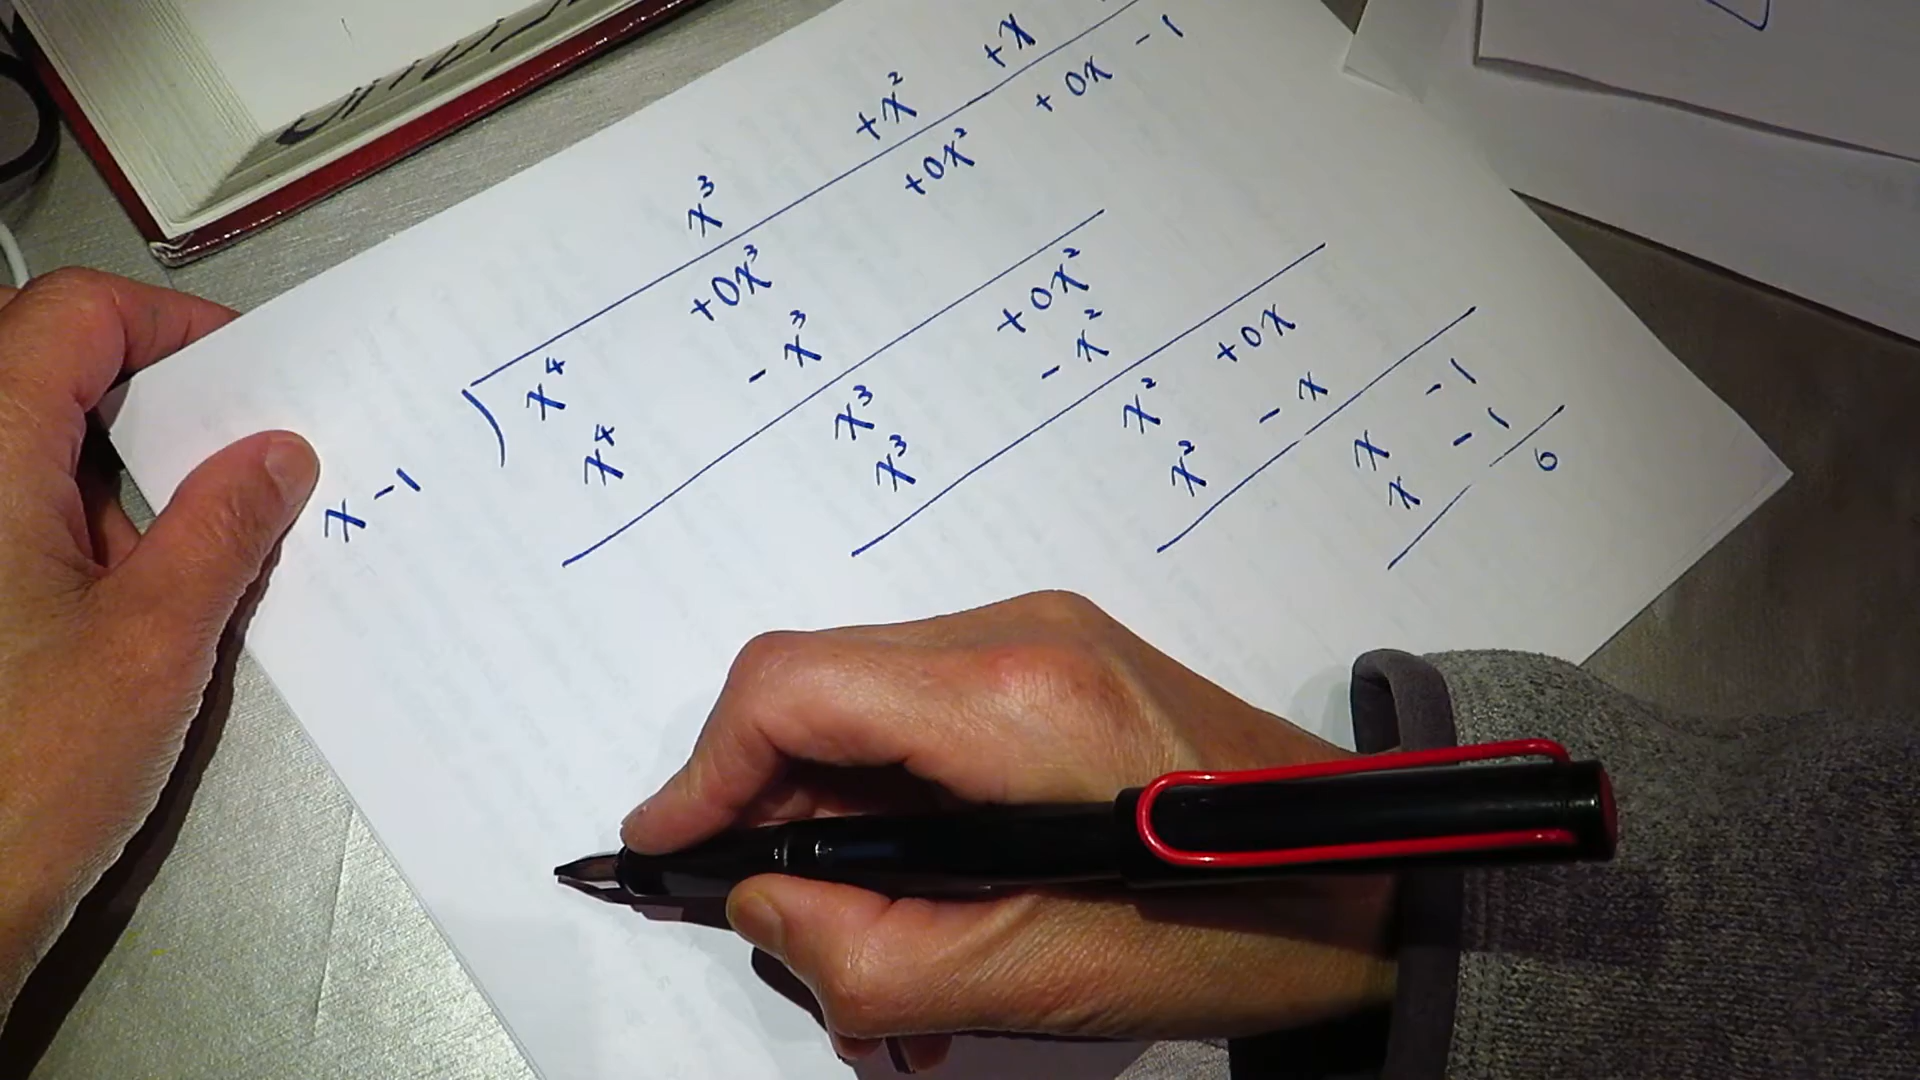 x³ +x² +x
x -1 ) x⁴ +0x³ +0x² +0x -1
x⁴ - x³
x³ +0x²
x³ - x²
x² +0x
x² - x
x -1
x -1
0